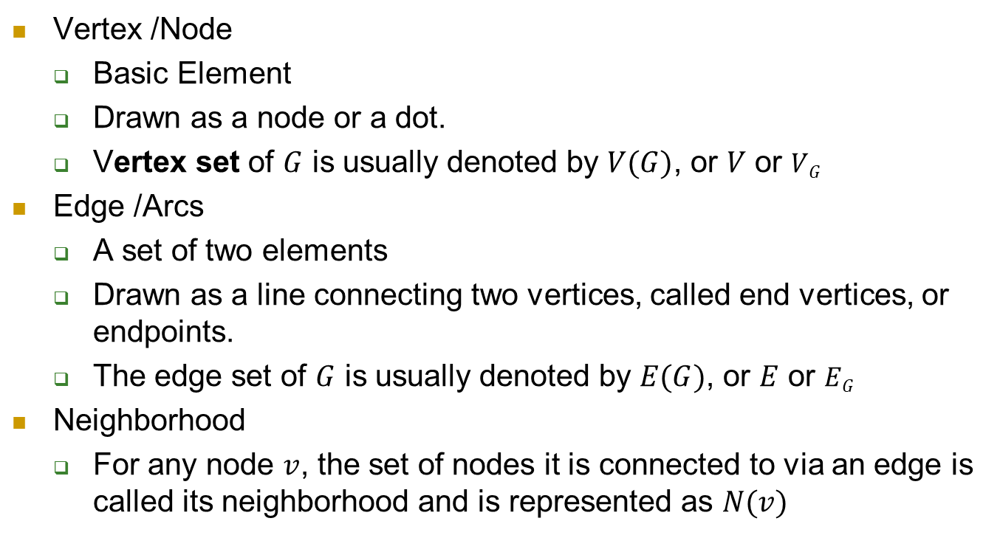 Vertex /Node
Basic Element
Drawn as a node or a dot.
Vertex set of G is usually denoted by V(G), or V or V_G
Edge /Arcs
A set of two elements
Drawn as a line connecting two vertices, called end vertices, or
endpoints.
The edge set of G is usually denoted by E(G), or E or E_G
Neighborhood
For any node v, the set of nodes it is connected to via an edge is
called its neighborhood and is represented as N(v)